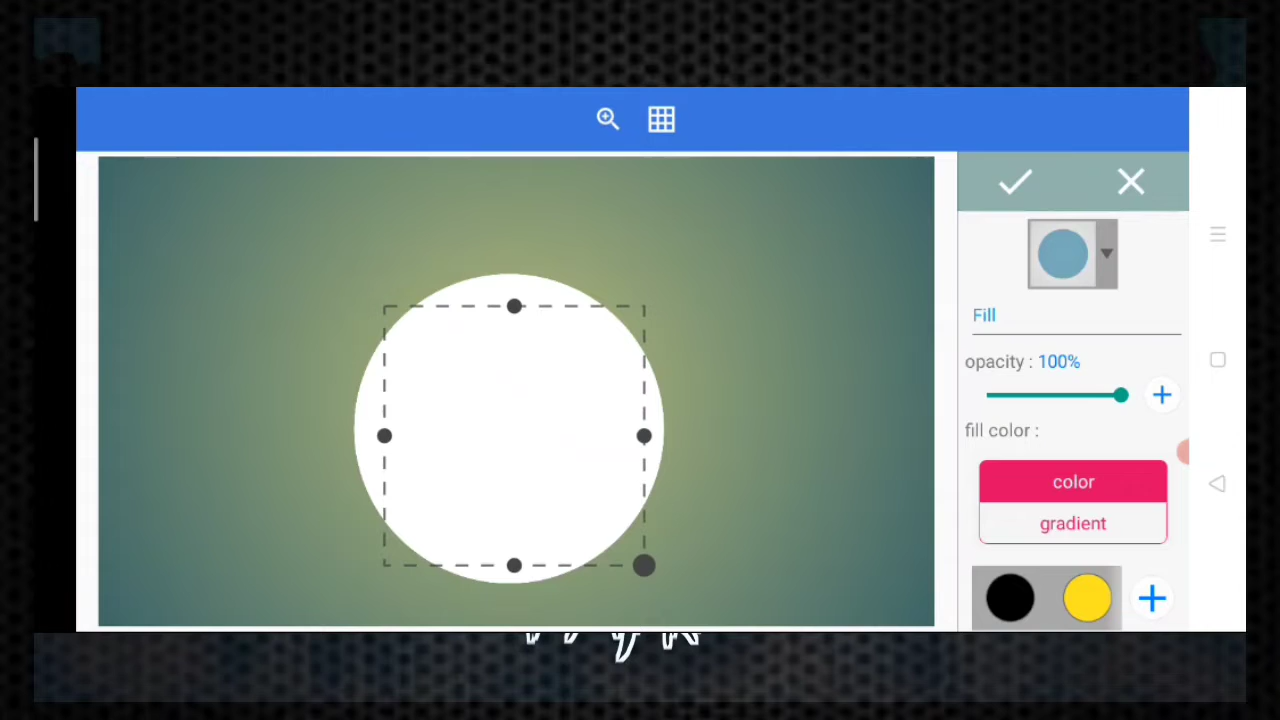 Fill
opacity : 100%
fill color :
color
gradient